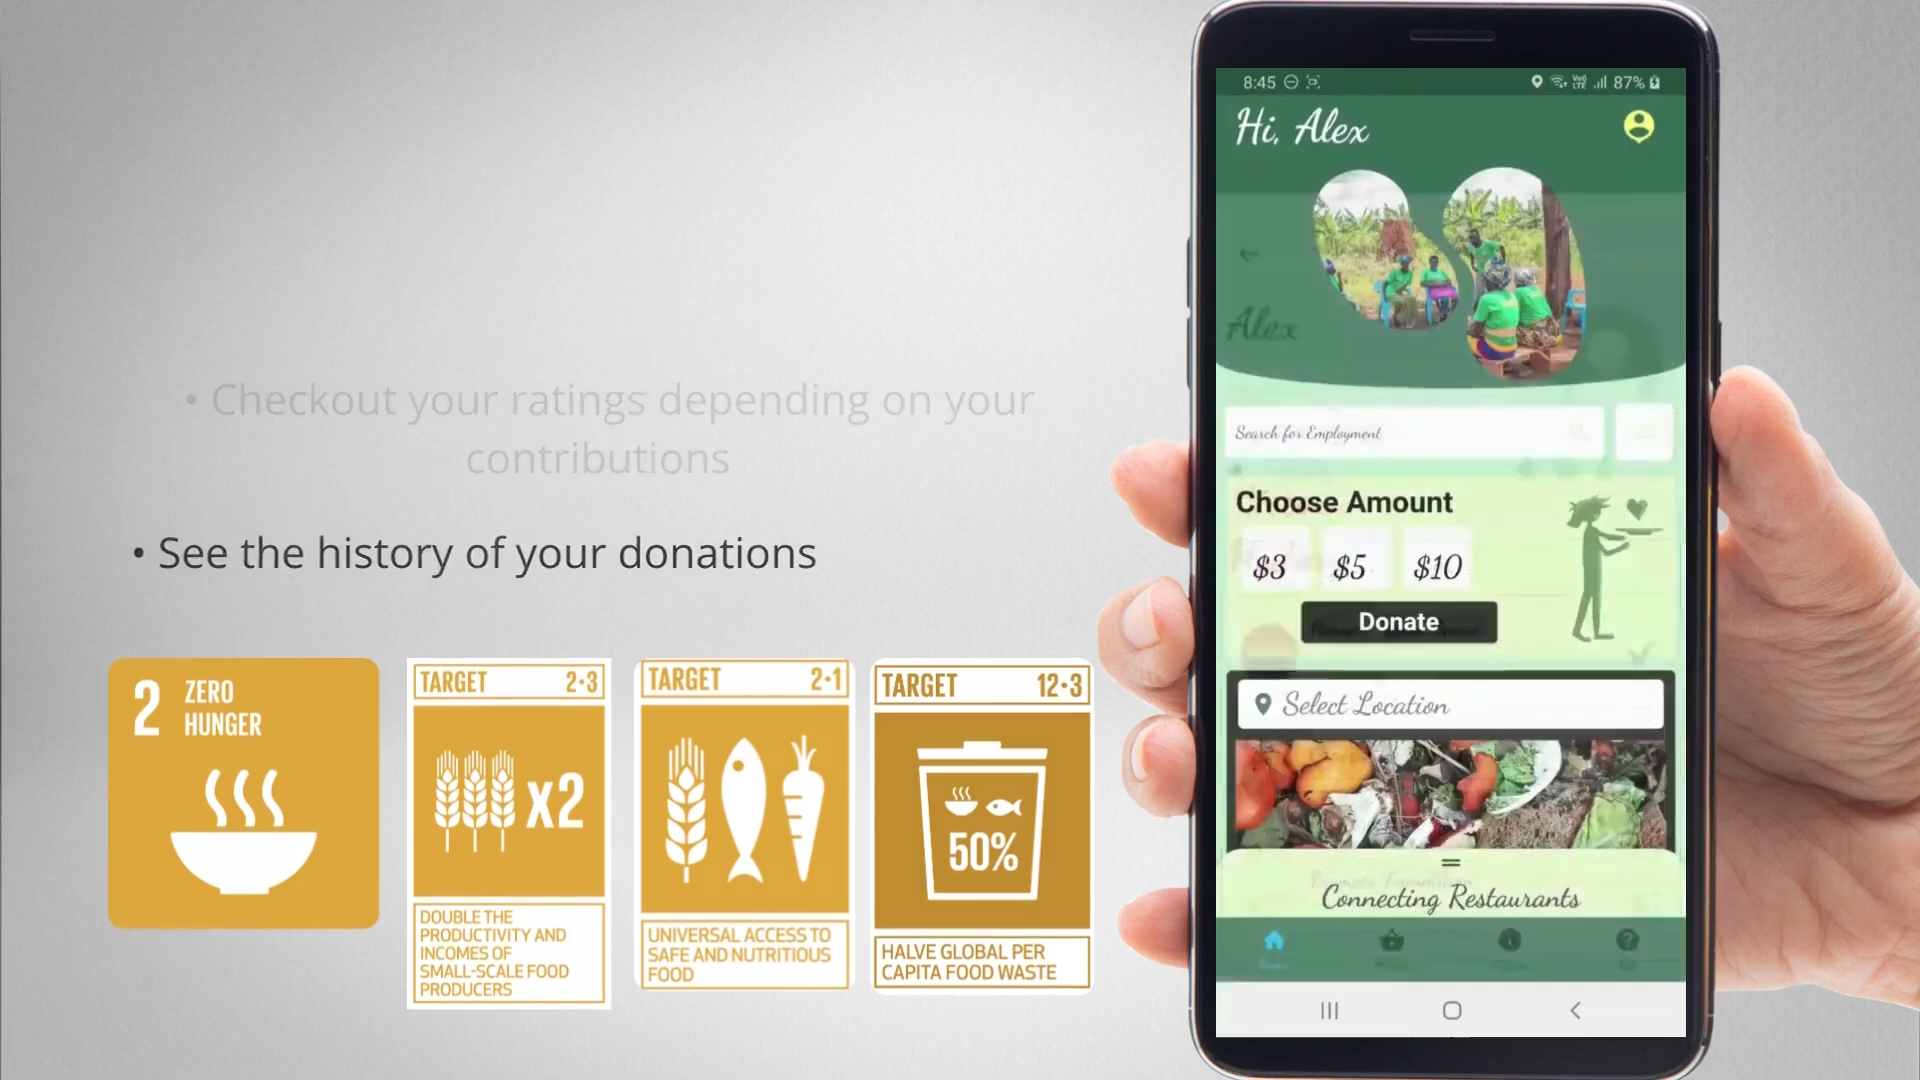 • Checkout your ratings depending on your
contributions
• See the history of your donations
2 ZERO
HUNGER
TARGET 2·3
x2
DOUBLE THE
PRODUCTIVITY AND
INCOMES OF
SMALL-SCALE FOOD
PRODUCERS
TARGET 2·1
UNIVERSAL ACCESS TO
SAFE AND NUTRITIOUS
FOOD
TARGET 12·3
50%
HALVE GLOBAL PER
CAPITA FOOD WASTE
8:45 87%
Hi, Alex
Alex
Search for Employment
Choose Amount
$3 $5 $10
Donate
Select Location
Connecting Restaurants